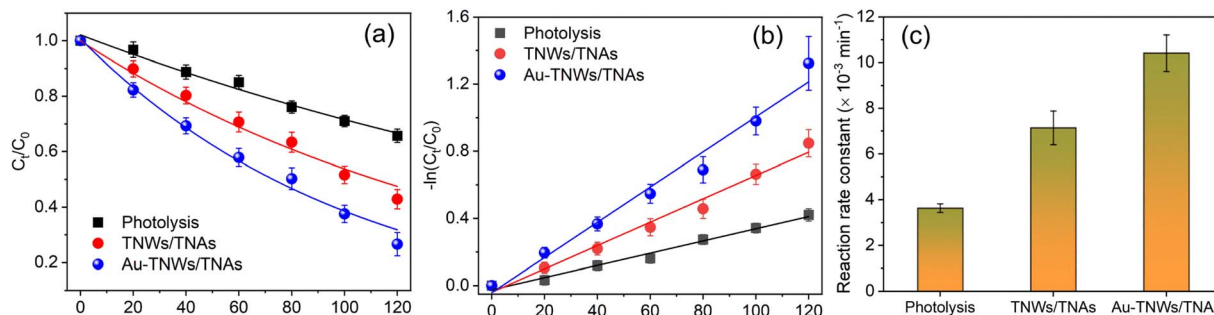 (a)
C_t/C_0
1.0
0.8
0.6
0.4
0.2
Photolysis
TNWs/TNAs
Au-TNWs/TNAs
0 20 40 60 80 100 120
(b)
-ln(C_t/C_0)
1.6
1.2
0.8
0.4
0.0
Photolysis
TNWs/TNAs
Au-TNWs/TNAs
0 20 40 60 80 100 120
(c)
Reaction rate constant (× 10⁻³ min⁻¹)
12
10
8
6
4
2
0
Photolysis TNWs/TNAs Au-TNWs/TNA